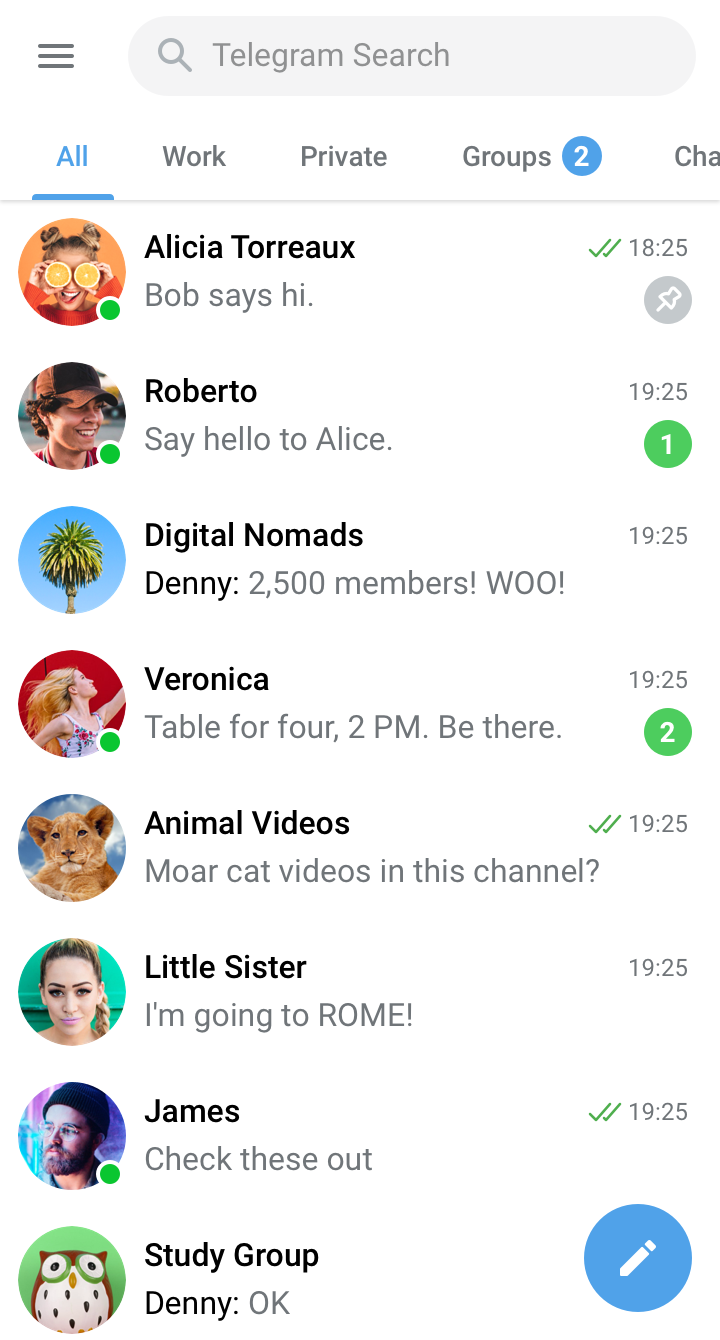 Telegram Search
All Work Private Groups 2 Cha
Alicia Torreaux 18:25
Bob says hi.
Roberto 19:25
Say hello to Alice. 1
Digital Nomads 19:25
Denny: 2,500 members! WOO!
Veronica 19:25
Table for four, 2 PM. Be there. 2
Animal Videos 19:25
Moar cat videos in this channel?
Little Sister 19:25
I'm going to ROME!
James 19:25
Check these out
Study Group
Denny: OK